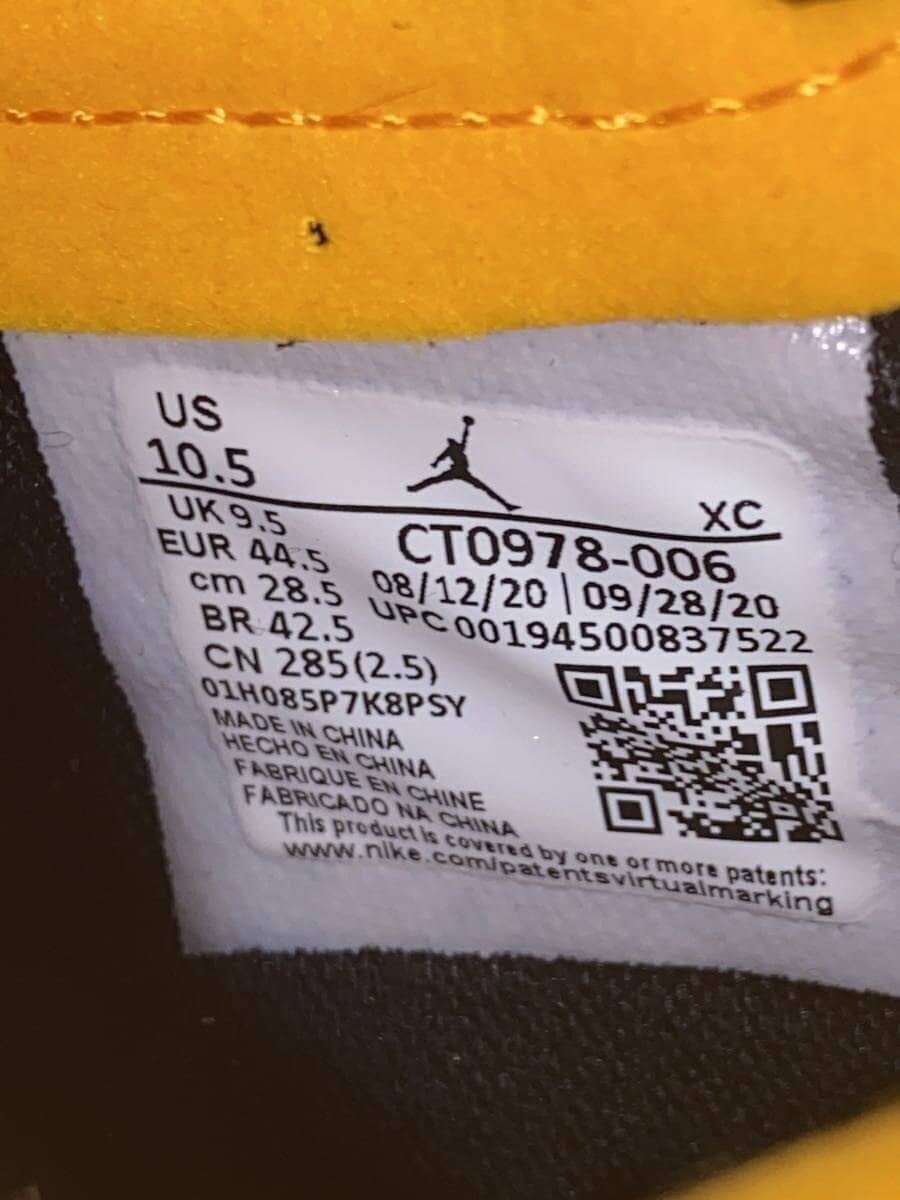 US
10.5
XC
UK 9.5
EUR 44.5
cm 28.5
BR 42.5
CN 285(2.5)
CT0978-006
08/12/20 | 09/28/20
UPC 00194500837522
01H085P7K8PSY
MADE IN CHINA
HECHO EN CHINA
FABRIQUE EN CHINE
FABRICADO NA CHINA
This product is covered by one or more patents:
www.nike.com/patentsvirtualmarking